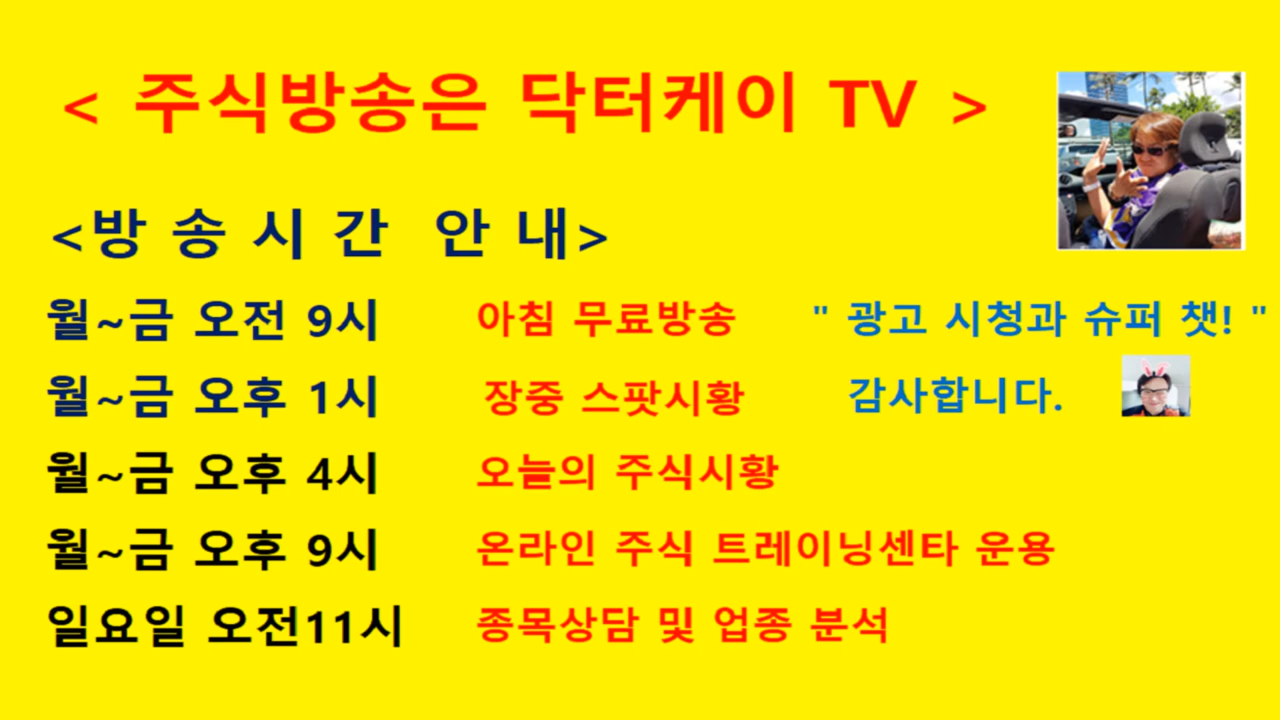 < 주식방송은 닥터케이 TV >
<방 송 시 간 안 내>
월~금 오전 9시 아침 무료방송 " 광고 시청과 슈퍼 챗! "
월~금 오후 1시 장중 스팟시황 감사합니다.
월~금 오후 4시 오늘의 주식시황
월~금 오후 9시 온라인 주식 트레이닝센타 운용
일요일 오전11시 종목상담 및 업종 분석